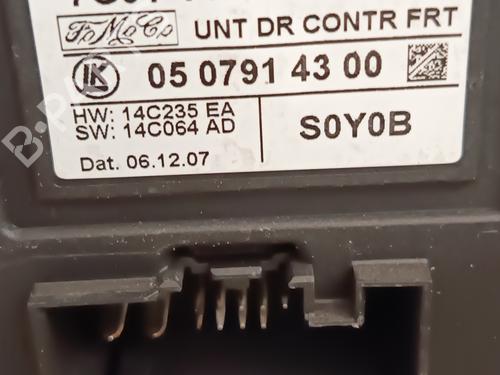 FoMoCo UNT DR CONTR FRT
K 05 0791 43 00
HW: 14C235 EA
SW: 14C064 AD
S0Y0B
Dat. 06.12.07